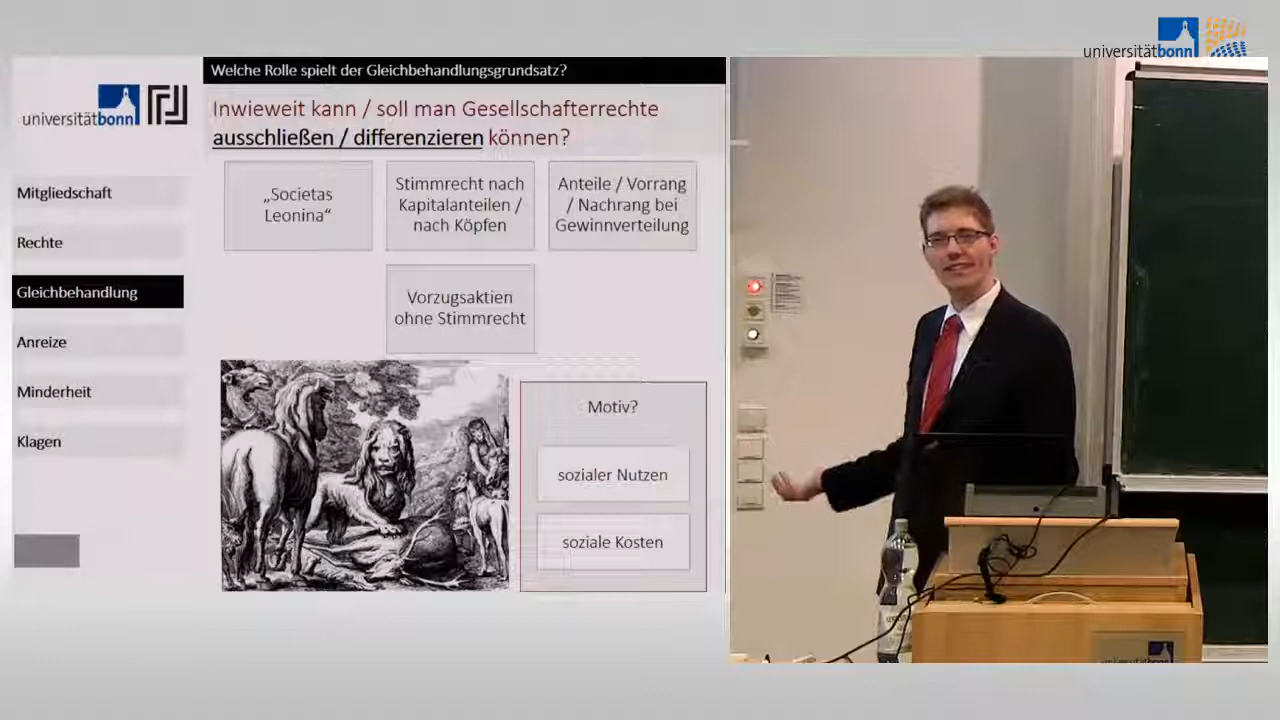 universitätbonn
Welche Rolle spielt der Gleichbehandlungsgrundsatz?
universitätbonn
Inwieweit kann / soll man Gesellschafterrechte
ausschließen / differenzieren können?
Mitgliedschaft
Rechte
Gleichbehandlung
Anreize
Minderheit
Klagen
„Societas
Leonina“
Stimmrecht nach
Kapitalanteilen /
nach Köpfen
Anteile / Vorrang
/ Nachrang bei
Gewinnverteilung
Vorzugsaktien
ohne Stimmrecht
Motiv?
sozialer Nutzen
soziale Kosten
universitätbonn